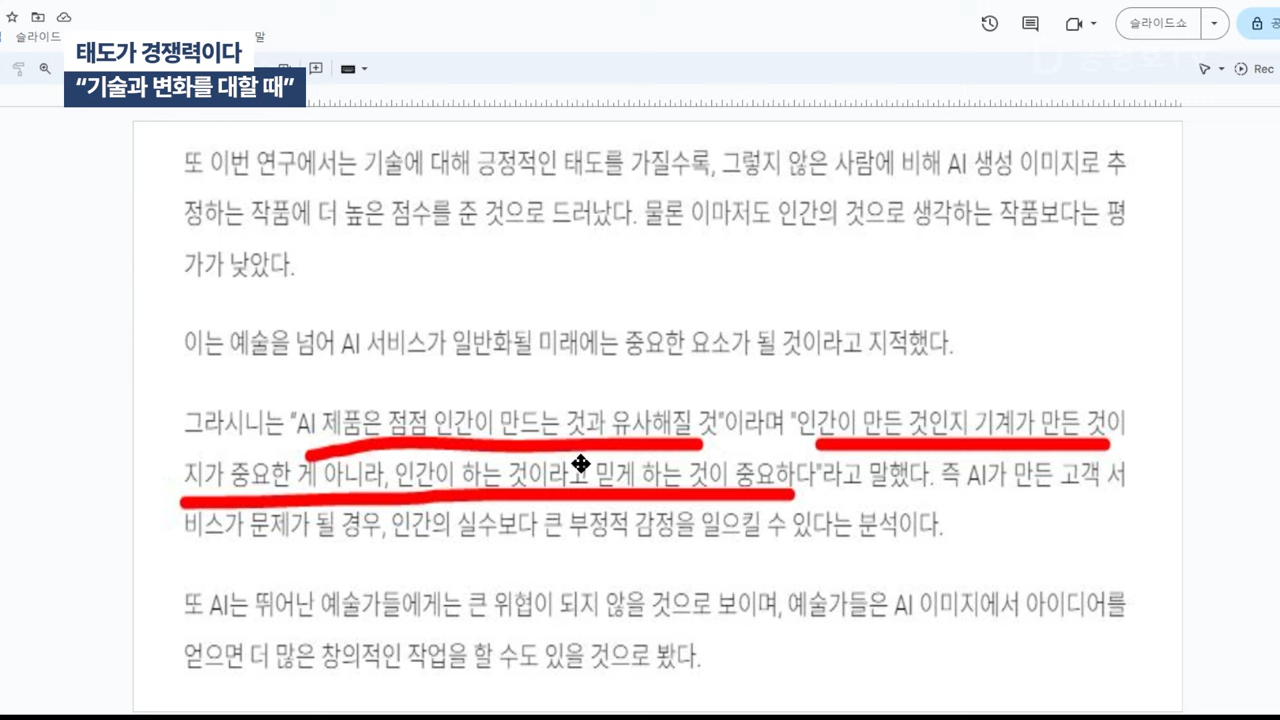 슬라이드
말
슬라이드쇼
태도가 경쟁력이다
“기술과 변화를 대할 때”
Rec
또 이번 연구에서는 기술에 대해 긍정적인 태도를 가질수록, 그렇지 않은 사람에 비해 AI 생성 이미지로 추
정하는 작품에 더 높은 점수를 준 것으로 드러났다. 물론 이마저도 인간의 것으로 생각하는 작품보다는 평
가가 낮았다.
이는 예술을 넘어 AI 서비스가 일반화될 미래에는 중요한 요소가 될 것이라고 지적했다.
그라시니는 “AI 제품은 점점 인간이 만드는 것과 유사해질 것"이라며 "인간이 만든 것인지 기계가 만든 것이
지가 중요한 게 아니라, 인간이 하는 것이라고 믿게 하는 것이 중요하다"라고 말했다. 즉 AI가 만든 고객 서
비스가 문제가 될 경우, 인간의 실수보다 큰 부정적 감정을 일으킬 수 있다는 분석이다.
또 AI는 뛰어난 예술가들에게는 큰 위협이 되지 않을 것으로 보이며, 예술가들은 AI 이미지에서 아이디어를
얻으면 더 많은 창의적인 작업을 할 수도 있을 것으로 봤다.